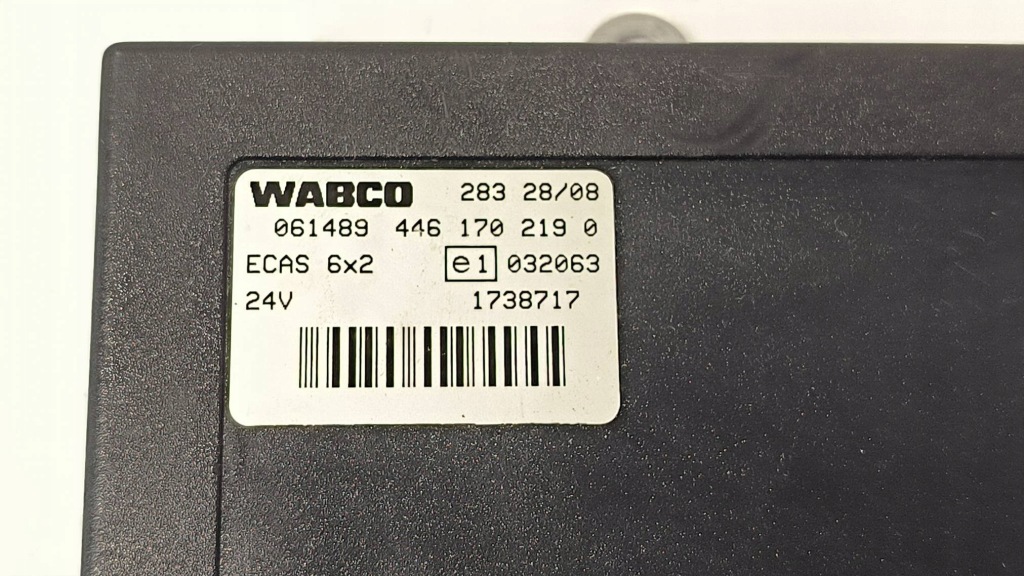 WABCO 283 28/08
061489 446 170 219 0
ECAS 6x2 e1 032063
24V 1738717